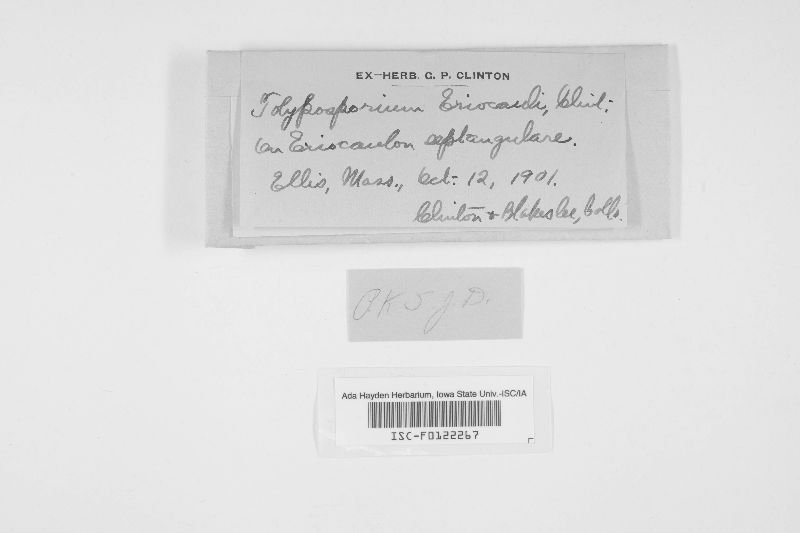 EX-HERB. G. P. CLINTON
Tolyposporium Eriocauli, Clint.
On Eriocaulon septangulare.
Ellis, Mass., Oct. 12, 1901.
Clinton + Blakeslee, Colls.
O.K. J. D.
Ada Hayden Herbarium, Iowa State Univ.-ISC/IA
ISC-F0122267